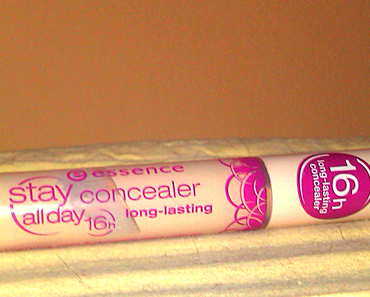 essence
stay concealer
all day 16h long-lasting
16h
long-lasting
concealer